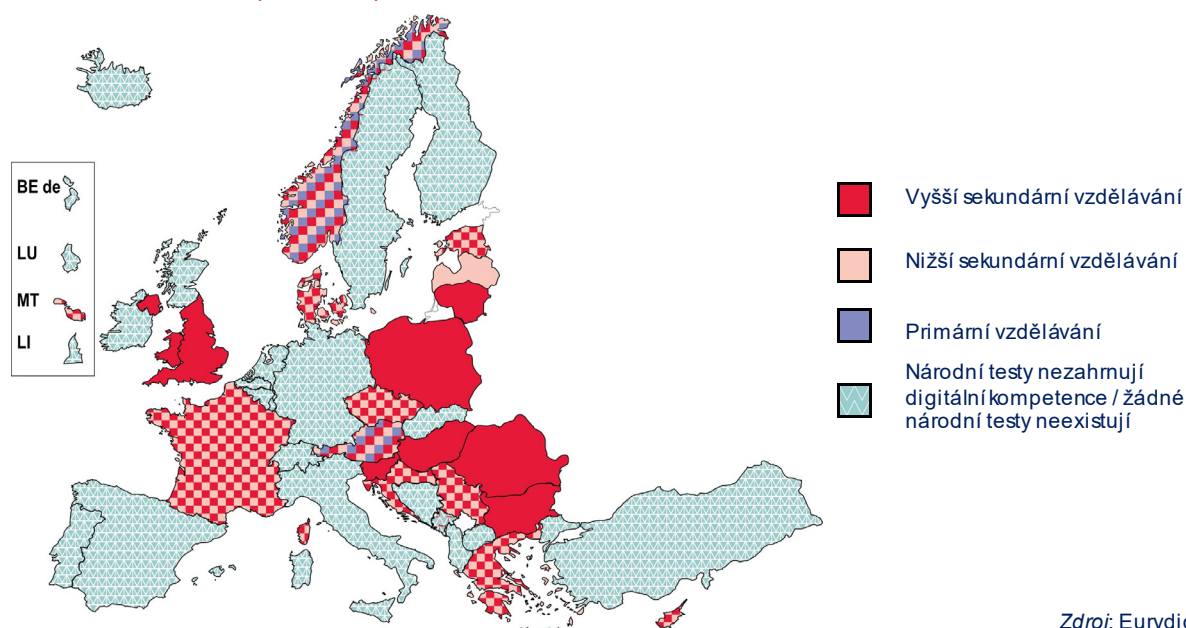 BE de
LU
MT
LI
Vyšší sekundární vzdělávání
Nižší sekundární vzdělávání
Primární vzdělávání
Národní testy nezahrnují
digitální kompetence / žádné
národní testy neexistují
Zdroj: Eurydic